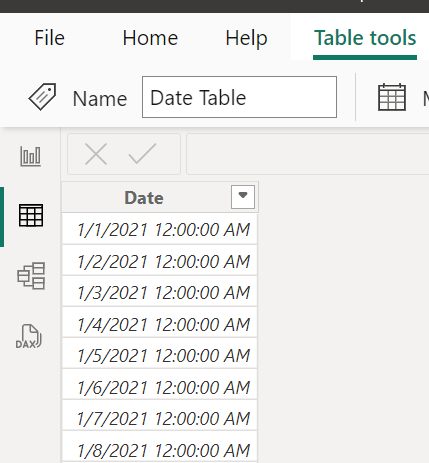 File Home Help Table tools
Name Date Table
Date
1/1/2021 12:00:00 AM
1/2/2021 12:00:00 AM
1/3/2021 12:00:00 AM
1/4/2021 12:00:00 AM
1/5/2021 12:00:00 AM
1/6/2021 12:00:00 AM
1/7/2021 12:00:00 AM
1/8/2021 12:00:00 AM
DAX